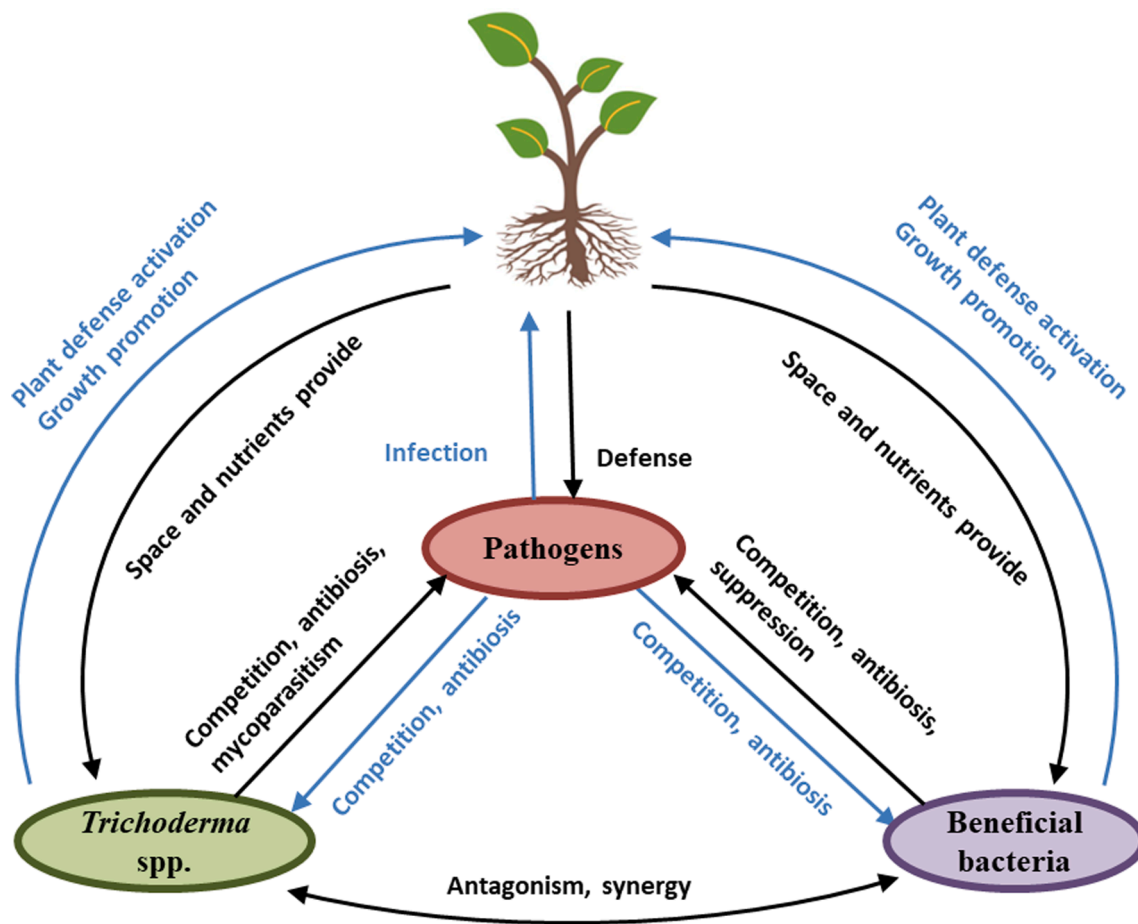 Plant defense activation
Growth promotion
Space and nutrients provide
Plant defense activation
Growth promotion
Space and nutrients provide
Infection
Defense
Pathogens
Competition, antibiosis,
mycoparasitism
Competition, antibiosis
Competition, antibiosis,
suppression
Competition, antibiosis
Trichoderma
spp.
Beneficial
bacteria
Antagonism, synergy